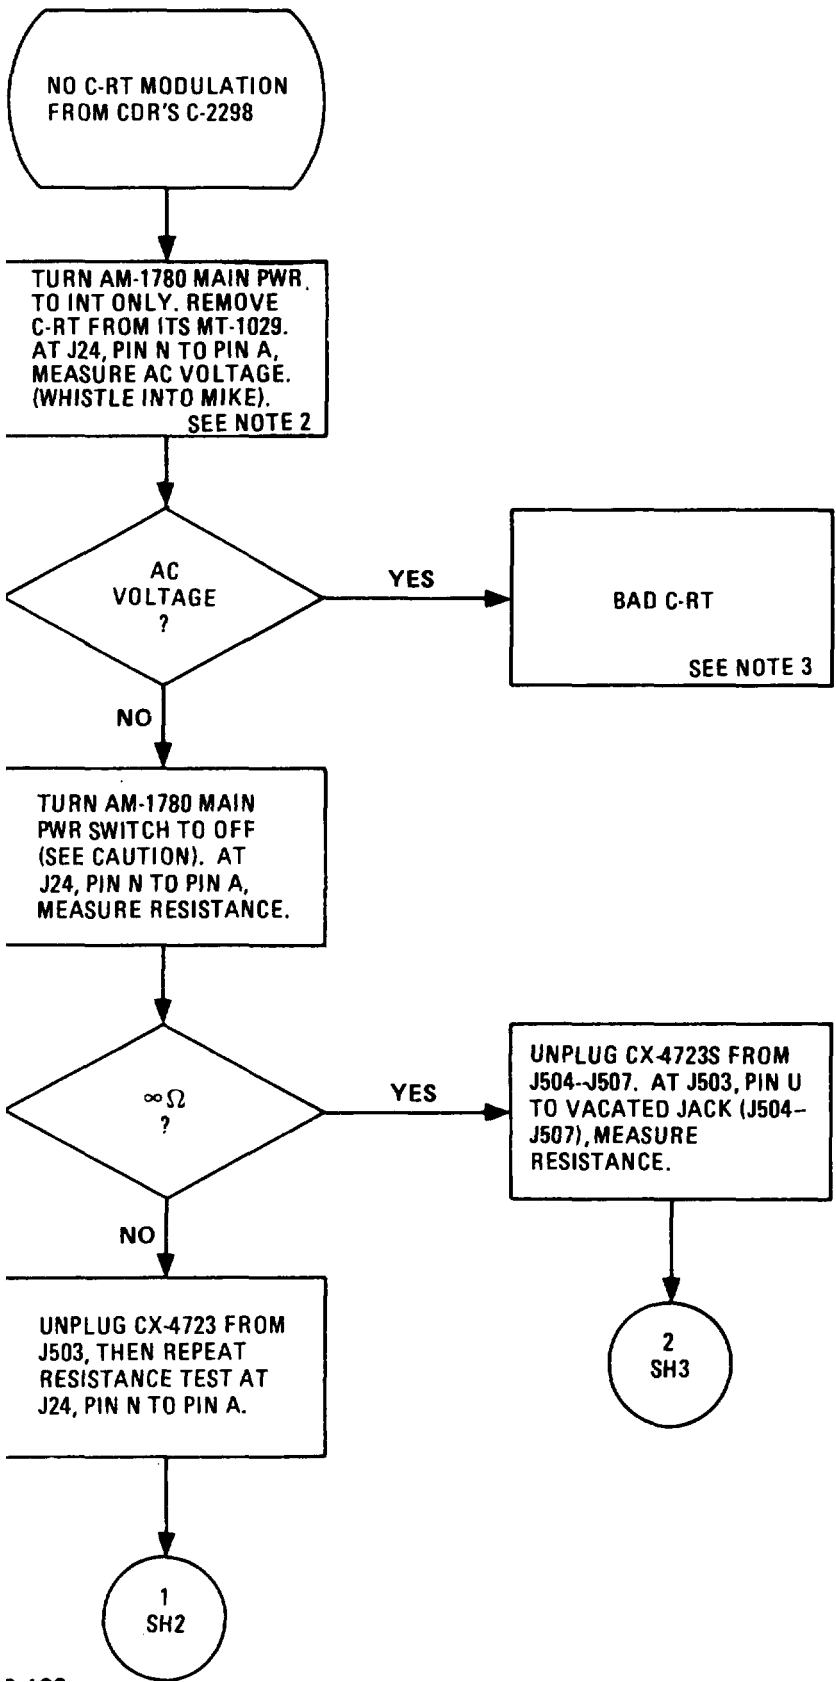 NO C-RT MODULATION
FROM CDR'S C-2298
TURN AM-1780 MAIN PWR
TO INT ONLY. REMOVE
C-RT FROM ITS MT-1029.
AT J24, PIN N TO PIN A,
MEASURE AC VOLTAGE.
(WHISTLE INTO MIKE).
SEE NOTE 2
AC
VOLTAGE
?
YES
BAD C-RT
SEE NOTE 3
NO
TURN AM-1780 MAIN
PWR SWITCH TO OFF
(SEE CAUTION). AT
J24, PIN N TO PIN A,
MEASURE RESISTANCE.
∞Ω
?
YES
UNPLUG CX-4723S FROM
J504-J507. AT J503, PIN U
TO VACATED JACK (J504-
J507), MEASURE
RESISTANCE.
2
SH3
NO
UNPLUG CX-4723 FROM
J503, THEN REPEAT
RESISTANCE TEST AT
J24, PIN N TO PIN A.
1
SH2